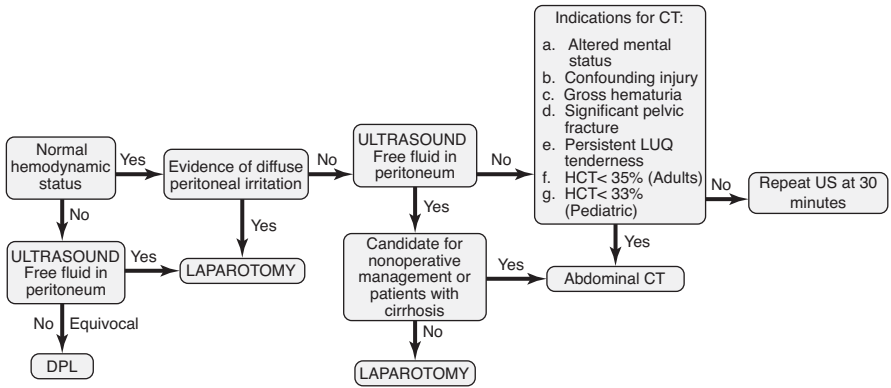 Normal
hemodynamic
status
Yes
Evidence of diffuse
peritoneal irritation
No
ULTRASOUND
Free fluid in
peritoneum
No
Indications for CT:
a. Altered mental
status
b. Confounding injury
c. Gross hematuria
d. Significant pelvic
fracture
e. Persistent LUQ
tenderness
f. HCT< 35% (Adults)
g. HCT< 33%
(Pediatric)
No
Repeat US at 30
minutes
No
Yes
Yes
Yes
ULTRASOUND
Free fluid in
peritoneum
Yes
LAPAROTOMY
Candidate for
nonoperative
management or
patients with
cirrhosis
Yes
Abdominal CT
No Equivocal
No
DPL
LAPAROTOMY